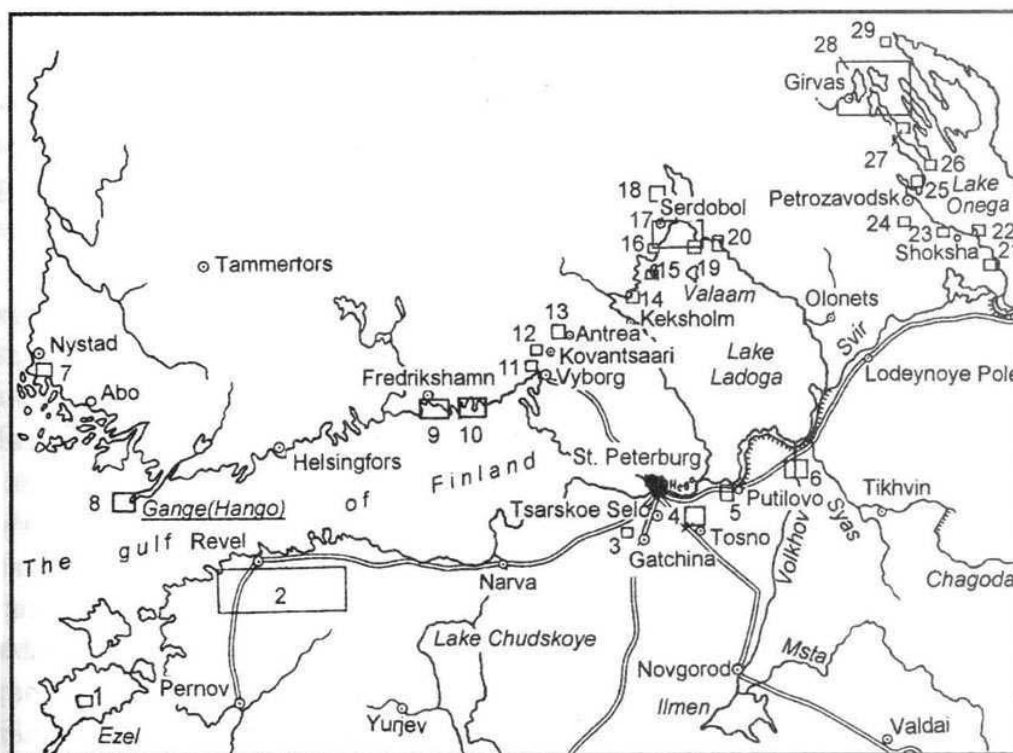 29
28
Girvas
27
26
25
Lake
Onega
Petrozavodsk
24
23
22
Shoksha
21
18
17
Serdobol
16
20
15
19
Valaam
14
Keksholm
Olonets
Svir
Tammertors
13
12
Antrea
Kovantsaari
11
Vyborg
Lake
Ladoga
Lodeynoye Pole
Nystad
7
Abo
Fredrikshamn
9
10
Helsingfors
8
Gange(Hango)
The gulf of Finland
St. Peterburg
Нева
Tsarskoe Selo
4
5
Putilovo
6
Tikhvin
Syas
3
Tosno
Gatchina
Volkhov
Chagoda
Revel
Narva
2
Lake Chudskoye
Msta
Novgorod
Ilmen
1
Pernov
Ezel
Yurjev
Valdai